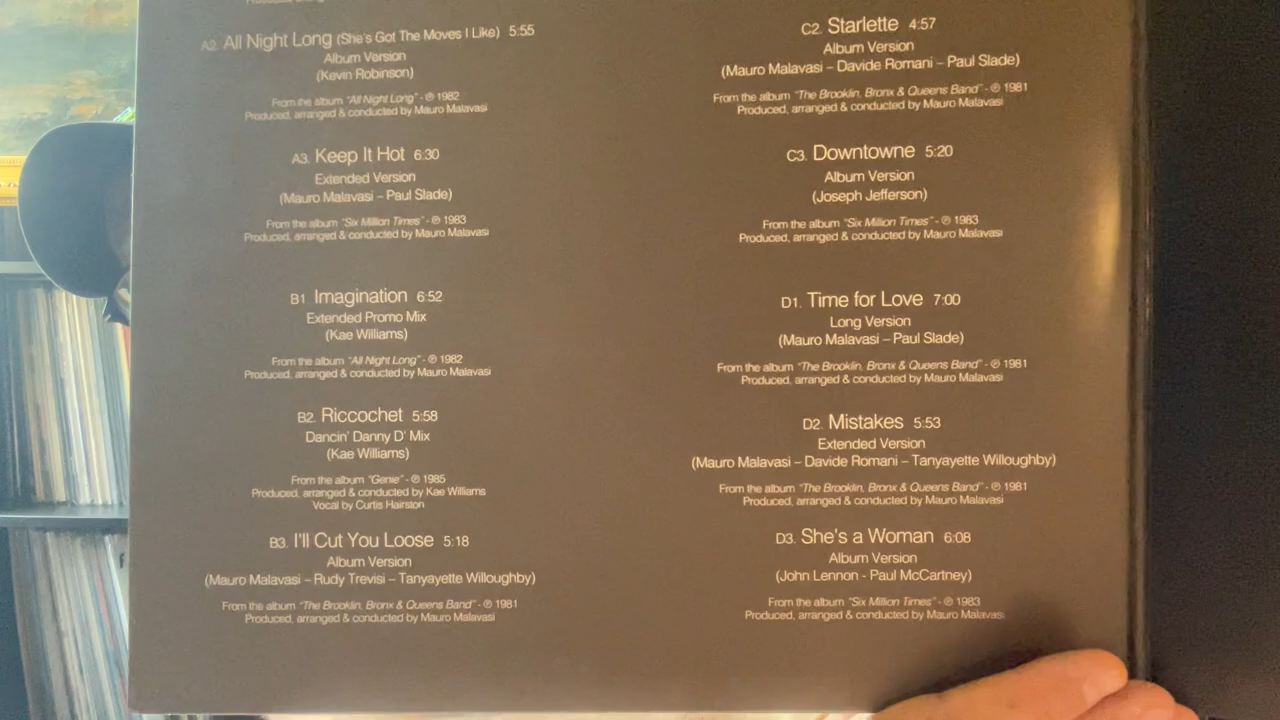 A2. All Night Long (She's Got The Moves I Like) 5:55
Album Version
(Kevin Robinson)
From the album "All Night Long" - ℗ 1982
Produced, arranged & conducted by Mauro Malavasi
A3. Keep It Hot 6:30
Extended Version
(Mauro Malavasi – Paul Slade)
From the album "Six Million Times" - ℗ 1983
Produced, arranged & conducted by Mauro Malavasi
B1. Imagination 6:52
Extended Promo Mix
(Kae Williams)
From the album "All Night Long" - ℗ 1982
Produced, arranged & conducted by Mauro Malavasi
B2. Riccochet 5:58
Dancin' Danny D' Mix
(Kae Williams)
From the album "Genie" - ℗ 1985
Produced, arranged & conducted by Kae Williams
Vocal by Curtis Hairston
B3. I'll Cut You Loose 5:18
Album Version
(Mauro Malavasi – Rudy Trevisi – Tanyayette Willoughby)
From the album "The Brooklin, Bronx & Queens Band" - ℗ 1981
Produced, arranged & conducted by Mauro Malavasi
C2. Starlette 4:57
Album Version
(Mauro Malavasi – Davide Romani – Paul Slade)
From the album "The Brooklin, Bronx & Queens Band" - ℗ 1981
Produced, arranged & conducted by Mauro Malavasi
C3. Downtowne 5:20
Album Version
(Joseph Jefferson)
From the album "Six Million Times" - ℗ 1983
Produced, arranged & conducted by Mauro Malavasi
D1. Time for Love 7:00
Long Version
(Mauro Malavasi – Paul Slade)
From the album "The Brooklin, Bronx & Queens Band" - ℗ 1981
Produced, arranged & conducted by Mauro Malavasi
D2. Mistakes 5:53
Extended Version
(Mauro Malavasi – Davide Romani – Tanyayette Willoughby)
From the album "The Brooklin, Bronx & Queens Band" - ℗ 1981
Produced, arranged & conducted by Mauro Malavasi
D3. She's a Woman 6:08
Album Version
(John Lennon - Paul McCartney)
From the album "Six Million Times" - ℗ 1983
Produced, arranged & conducted by Mauro Malavasi